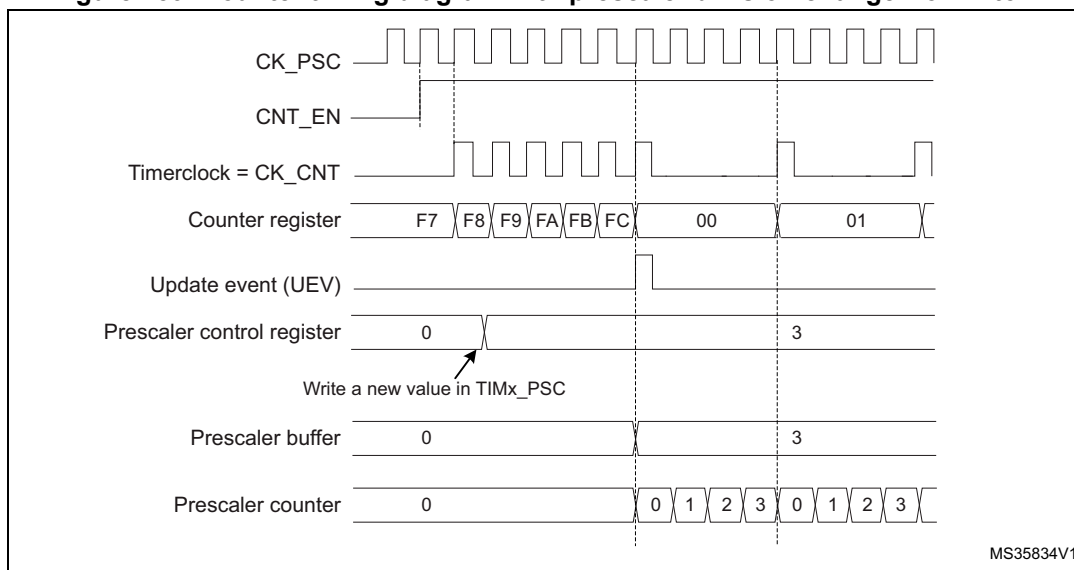 CK_PSC
CNT_EN
Timerclock = CK_CNT
Counter register F7 F8 F9 FA FB FC 00 01
Update event (UEV)
Prescaler control register 0 3
Write a new value in TIMx_PSC
Prescaler buffer 0 3
Prescaler counter 0 0 1 2 3 0 1 2 3
MS35834V1